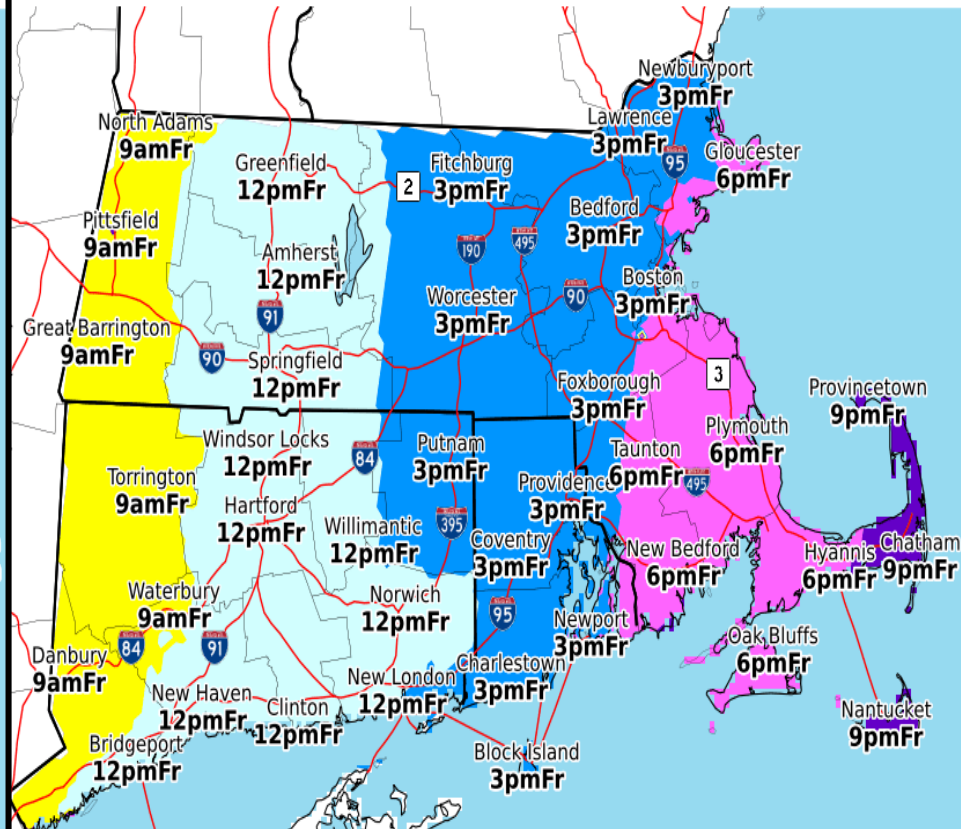 Newburyport
3pmFr
Lawrence
3pmFr
North Adams
9amFr
95
Gloucester
6pmFr
Greenfield
12pmFr
Fitchburg
3pmFr
2
Bedford
3pmFr
Pittsfield
9amFr
190
495
Amherst
12pmFr
Boston
3pmFr
Worcester
3pmFr
90
91
Great Barrington
9amFr
90
Springfield
12pmFr
3
Foxborough
3pmFr
Provincetown
9pmFr
Plymouth
6pmFr
Windsor Locks
12pmFr
84
Putnam
3pmFr
Taunton
6pmFr
495
Torrington
9amFr
Providence
3pmFr
Hartford
12pmFr
Willimantic
12pmFr
395
Coventry
3pmFr
New Bedford
6pmFr
Hyannis
6pmFr
Chatham
9pmFr
Waterbury
9amFr
Norwich
12pmFr
95
Newport
3pmFr
84
91
Oak Bluffs
6pmFr
Danbury
9amFr
Charlestown
3pmFr
New London
12pmFr
New Haven
12pmFr
Clinton
12pmFr
Nantucket
9pmFr
Bridgeport
12pmFr
Block Island
3pmFr